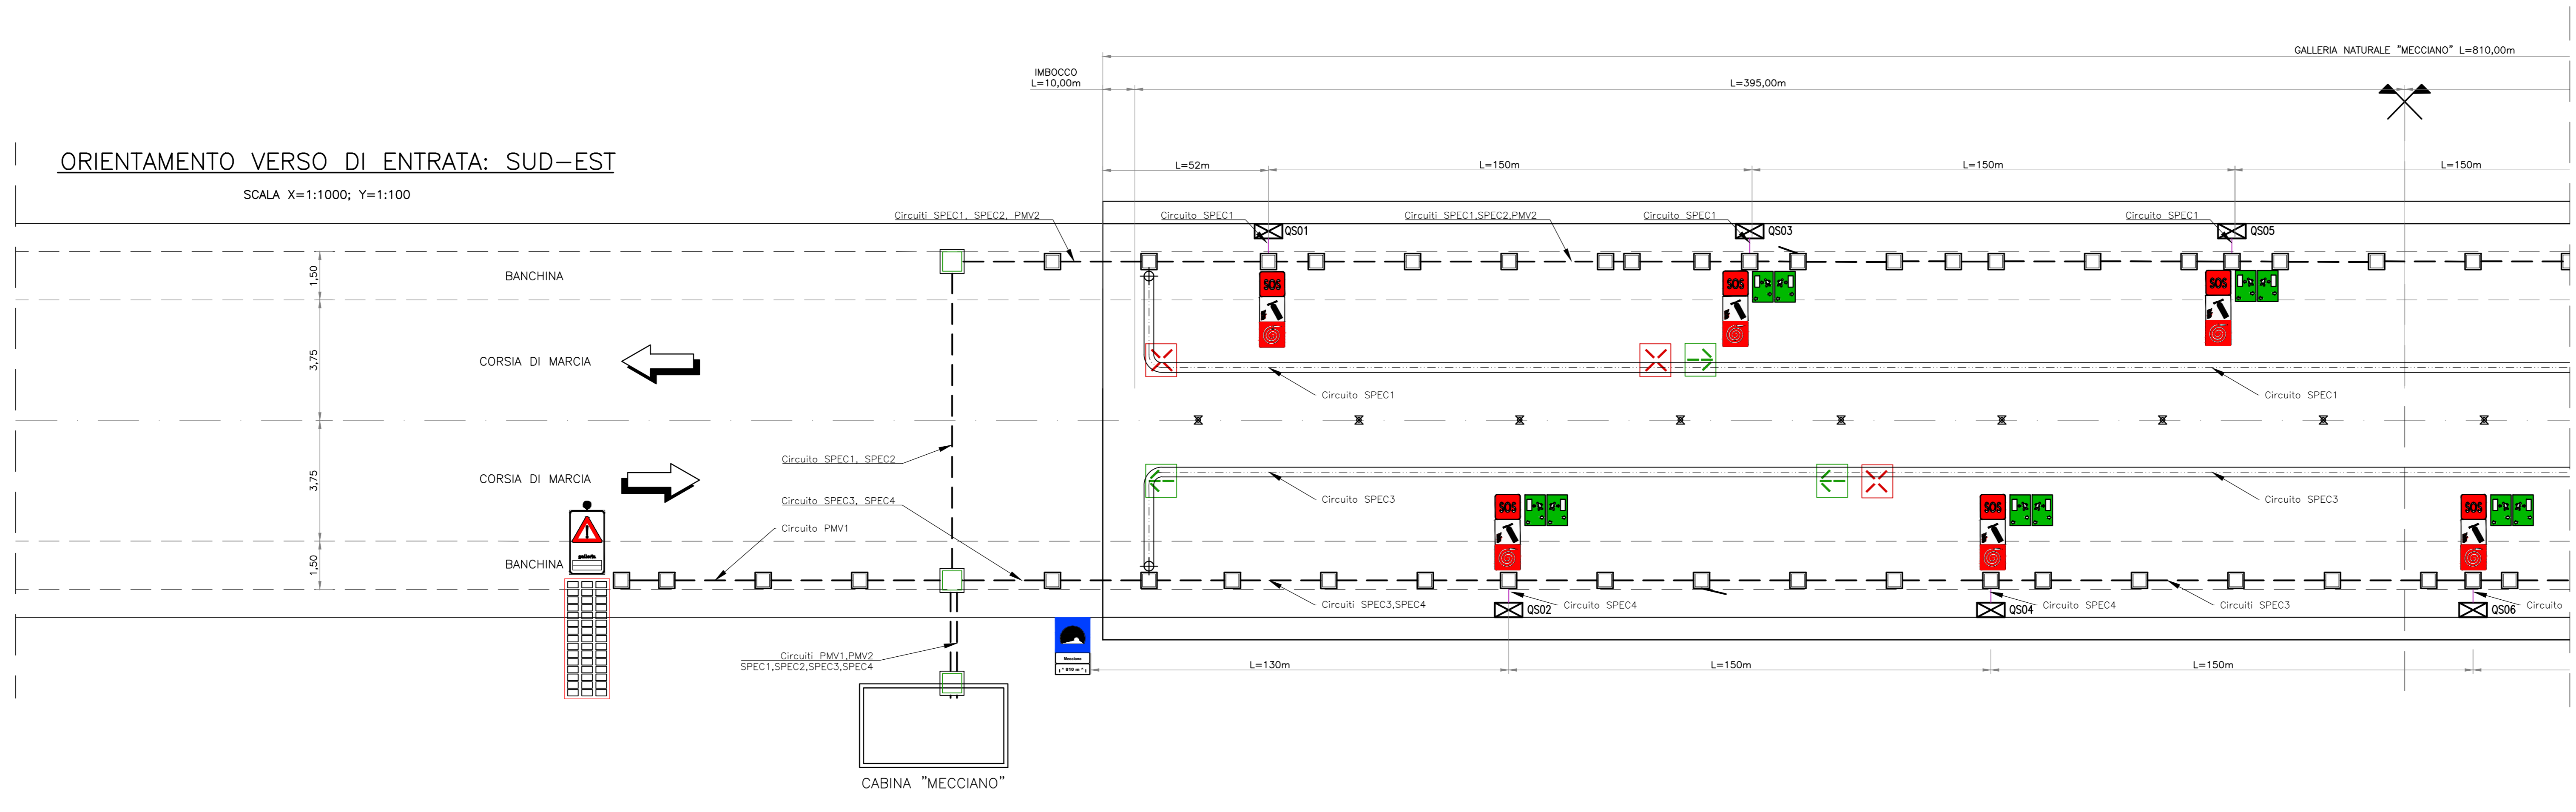 GALLERIA NATURALE "MECCIANO" L=810,00m
IMBOCCO
L=10,00m
L=395,00m
ORIENTAMENTO VERSO DI ENTRATA: SUD-EST
SCALA X=1:1000; Y=1:100
L=52m
L=150m
L=150m
L=150m
Circuiti SPEC1, SPEC2, PMV2
Circuito SPEC1
Circuiti SPEC1,SPEC2,PMV2
Circuito SPEC1
Circuito SPEC1
QS01
QS03
QS05
1,50
BANCHINA
SOS
SOS
SOS
3,75
CORSIA DI MARCIA
Circuito SPEC1
Circuito SPEC1
Circuito SPEC1, SPEC2
3,75
CORSIA DI MARCIA
Circuito SPEC3, SPEC4
Circuito SPEC3
Circuito SPEC3
SOS
SOS
SOS
Circuito PMV1
galleria
1,50
BANCHINA
Circuiti SPEC3,SPEC4
Circuito SPEC4
Circuito SPEC4
Circuiti SPEC3
Circuito
QS02
QS04
QS06
Circuiti PMV1,PMV2
SPEC1,SPEC2,SPEC3,SPEC4
Mecciano
810 m
L=130m
L=150m
L=150m
CABINA "MECCIANO"